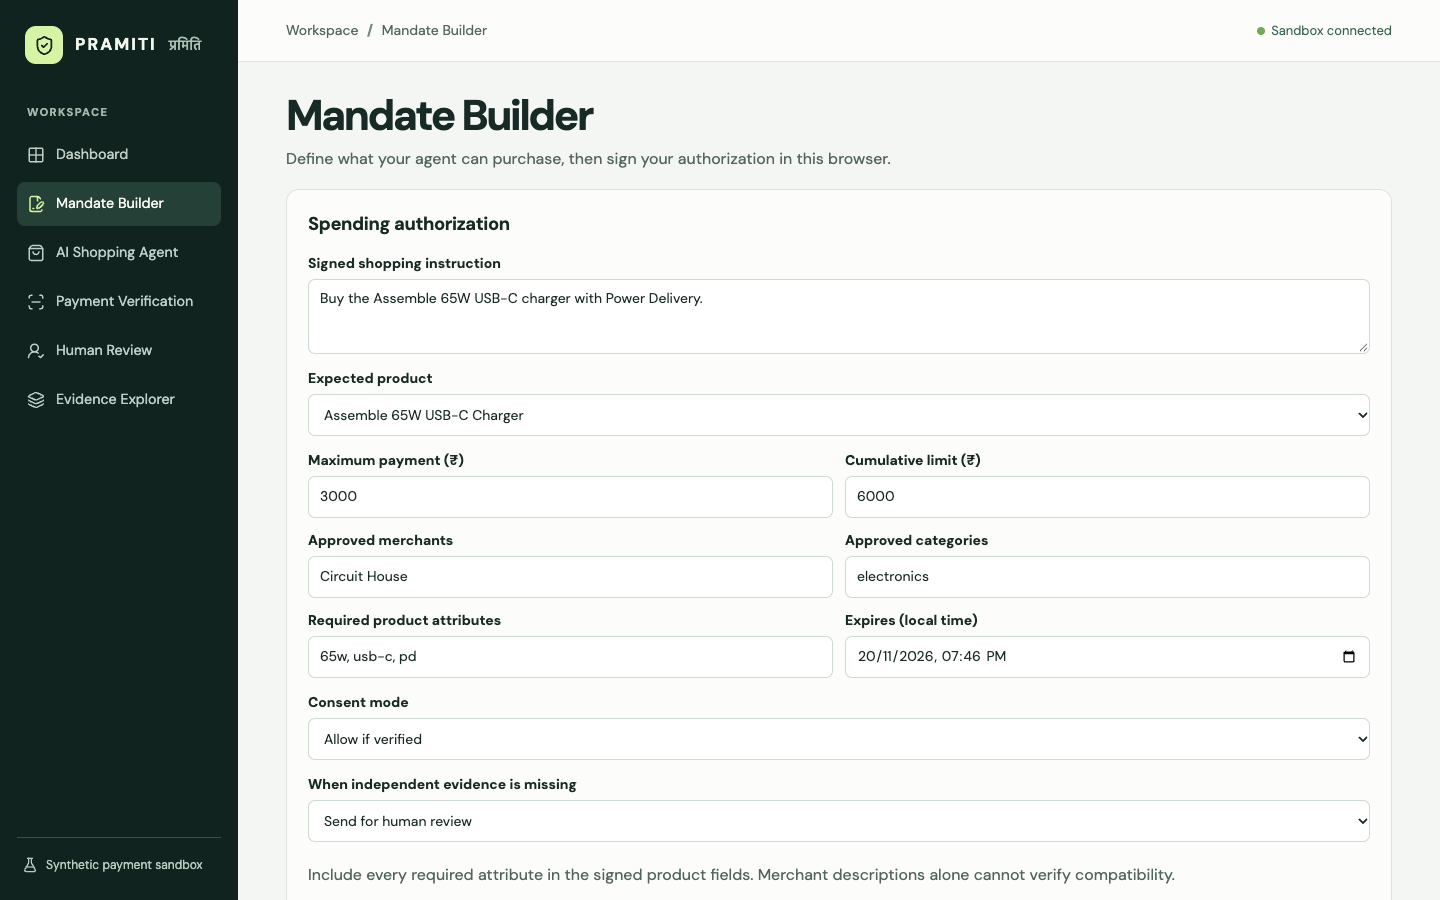 PRAMITI प्रमिति
WORKSPACE
Dashboard
Mandate Builder
AI Shopping Agent
Payment Verification
Human Review
Evidence Explorer
Synthetic payment sandbox
Workspace / Mandate Builder
Sandbox connected
Mandate Builder
Define what your agent can purchase, then sign your authorization in this browser.
Spending authorization
Signed shopping instruction
Buy the Assemble 65W USB-C charger with Power Delivery.
Expected product
Assemble 65W USB-C Charger
Maximum payment (₹)
3000
Cumulative limit (₹)
6000
Approved merchants
Circuit House
Approved categories
electronics
Required product attributes
65w, usb-c, pd
Expires (local time)
20/11/2026, 07:46 PM
Consent mode
Allow if verified
When independent evidence is missing
Send for human review
Include every required attribute in the signed product fields. Merchant descriptions alone cannot verify compatibility.